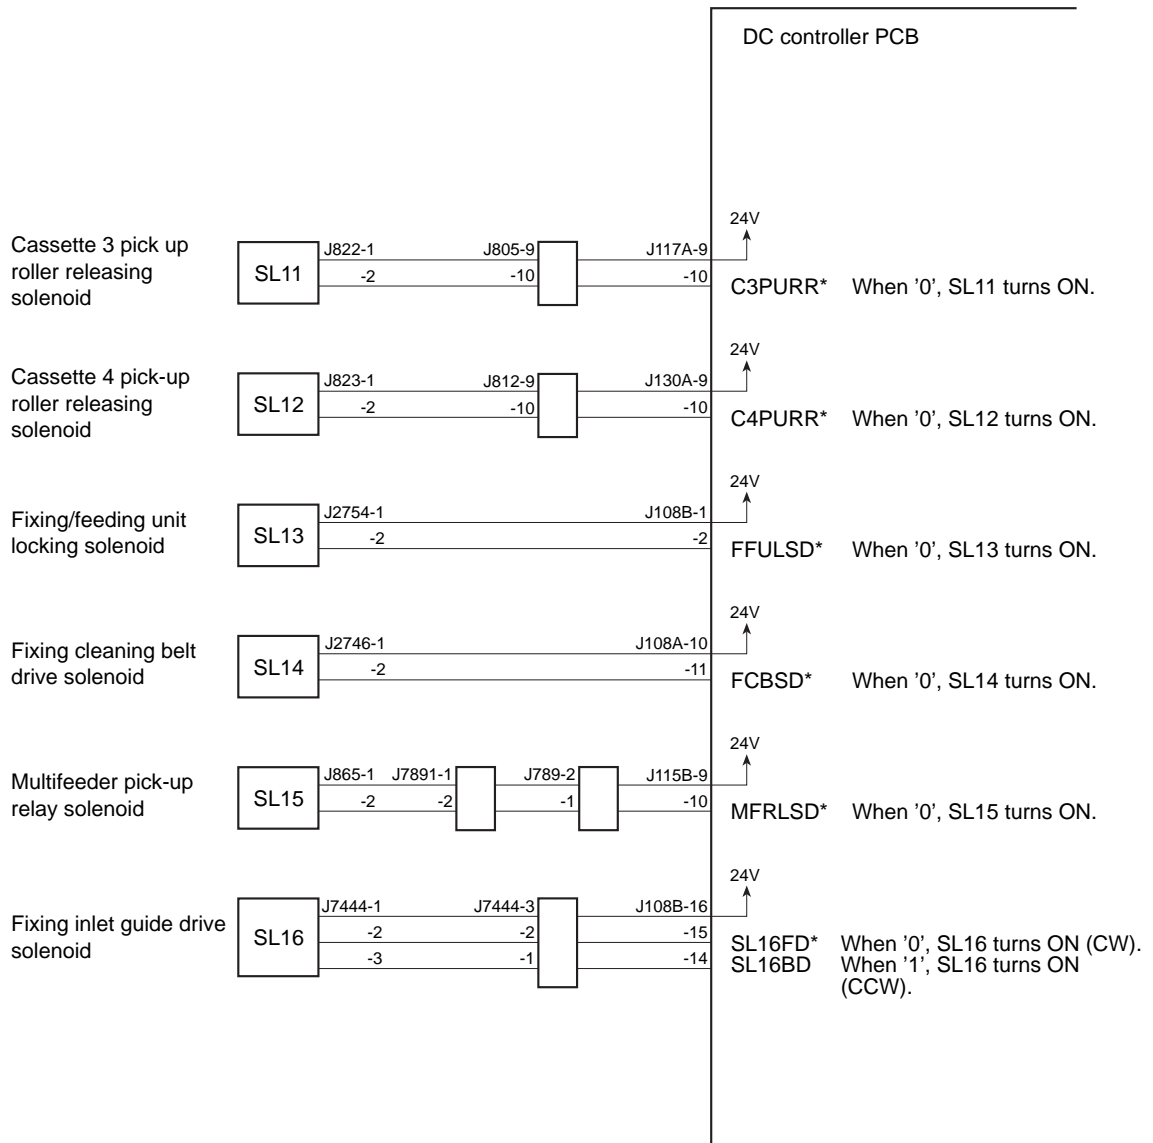 DC controller PCB
24V
Cassette 3 pick up
roller releasing
solenoid
SL11
J822-1
J805-9
J117A-9
-2
-10
-10
C3PURR* When ’0’, SL11 turns ON.
24V
Cassette 4 pick-up
roller releasing
solenoid
SL12
J823-1
J812-9
J130A-9
-2
-10
-10
C4PURR* When ’0’, SL12 turns ON.
24V
Fixing/feeding unit
locking solenoid
SL13
J2754-1
J108B-1
-2
-2
FFULSD* When ’0’, SL13 turns ON.
24V
Fixing cleaning belt
drive solenoid
SL14
J2746-1
J108A-10
-2
-11
FCBSD* When ’0’, SL14 turns ON.
24V
Multifeeder pick-up
relay solenoid
SL15
J865-1
J7891-1
J789-2
J115B-9
-2
-2
-1
-10
MFRLSD* When ’0’, SL15 turns ON.
24V
Fixing inlet guide drive
solenoid
SL16
J7444-1
J7444-3
J108B-16
-2
-2
-15
-3
-1
-14
SL16FD* When ’0’, SL16 turns ON (CW).
SL16BD When ’1’, SL16 turns ON
(CCW).